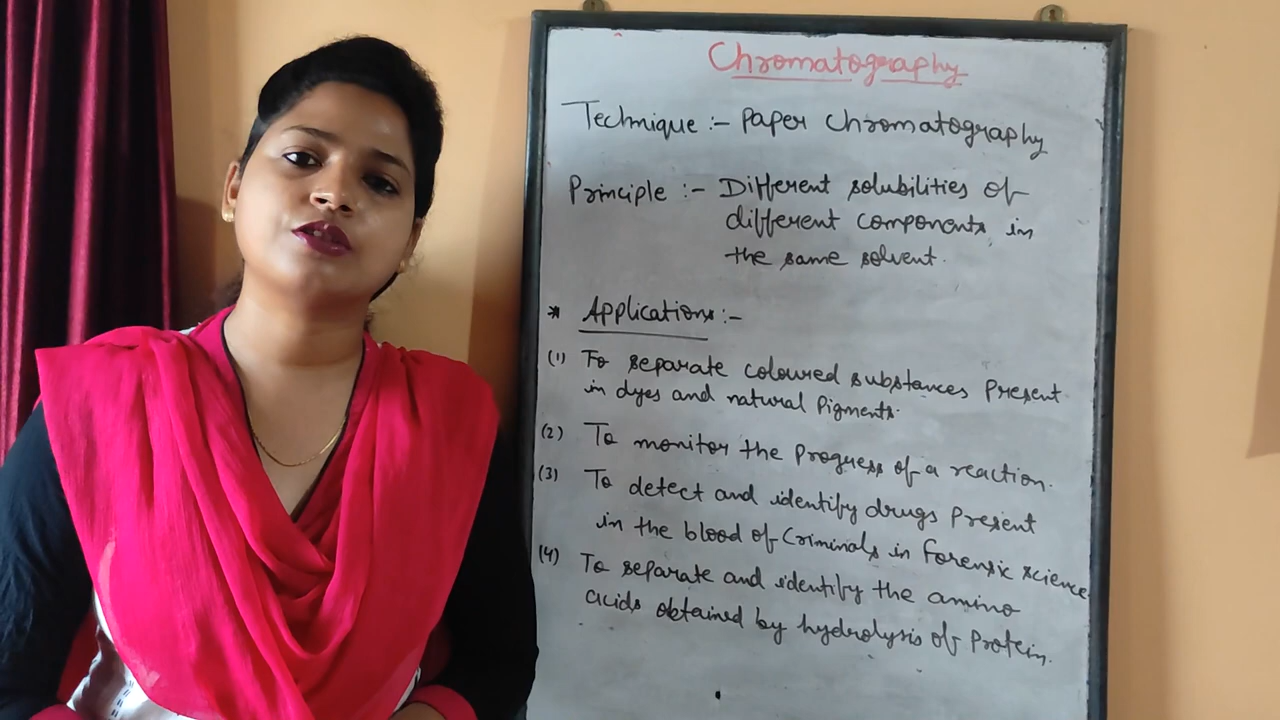 Chromatography
Technique :- Paper Chromatography
Principle :- Different solubilities of
different components in
the same solvent.
* Applications :-
(1) To separate coloured substances present
in dyes and natural pigments.
(2) To monitor the progress of a reaction.
(3) To detect and identify drugs present
in the blood of criminals in forensic science
(4) To separate and identify the amino
acids obtained by hydrolysis of protein.